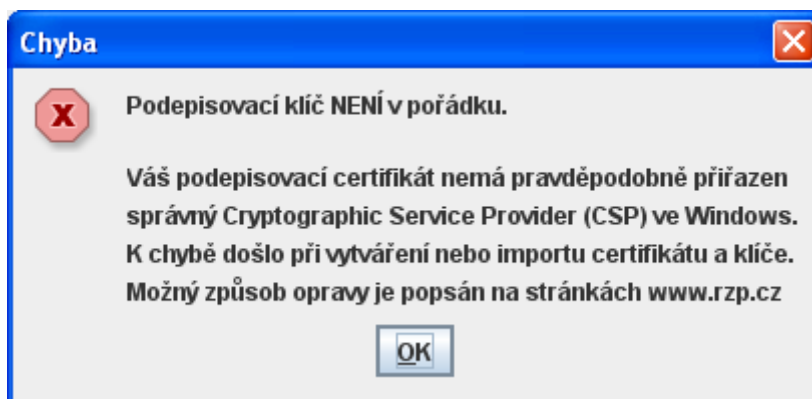 Chyba
Podepisovací klíč NENÍ v pořádku.
Váš podepisovací certifikát nemá pravděpodobně přiřazen
správný Cryptographic Service Provider (CSP) ve Windows.
K chybě došlo při vytváření nebo importu certifikátu a klíče.
Možný způsob opravy je popsán na stránkách www.rzp.cz
OK